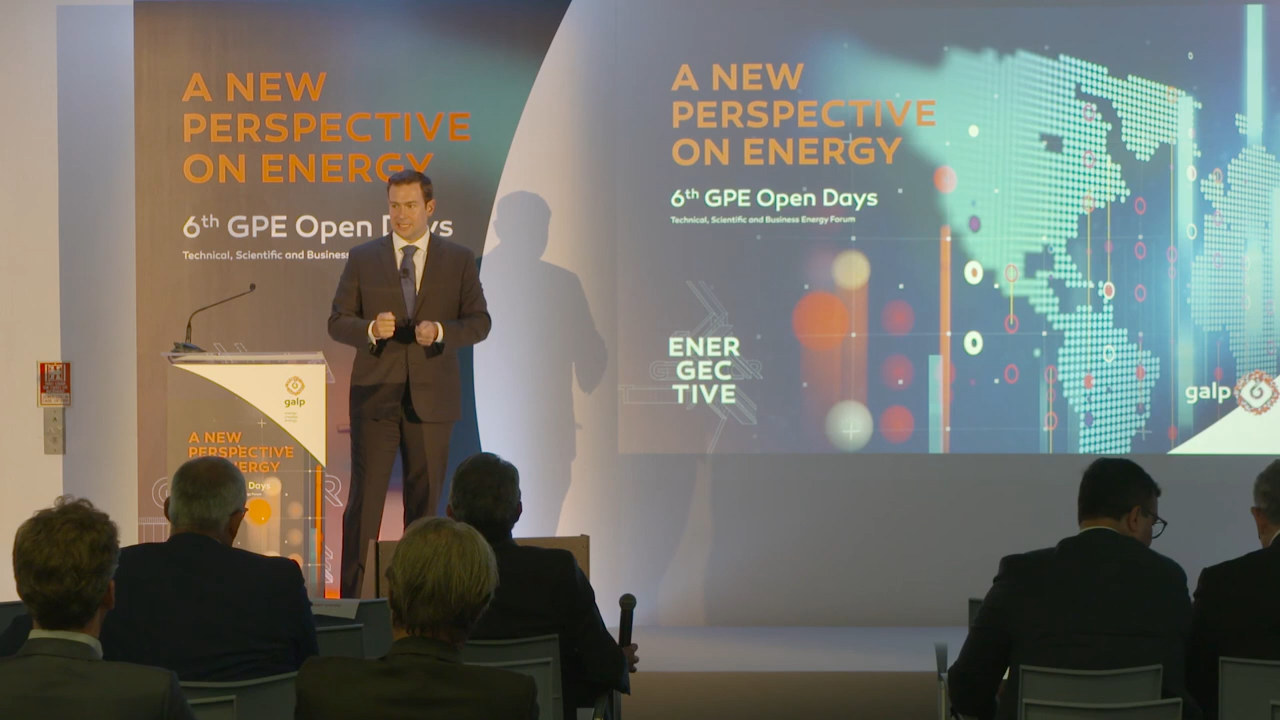 A NEW
PERSPECTIVE
ON ENERGY
6th GPE Open Days
Technical, Scientific and Business
A NEW
PERSPECTIVE
ON ENERGY
6th GPE Open Days
Technical, Scientific and Business Energy Forum
ENER
GEC
TIVE
galp
galp
A NEW
PERSPECTIVE
ENERGY
Days